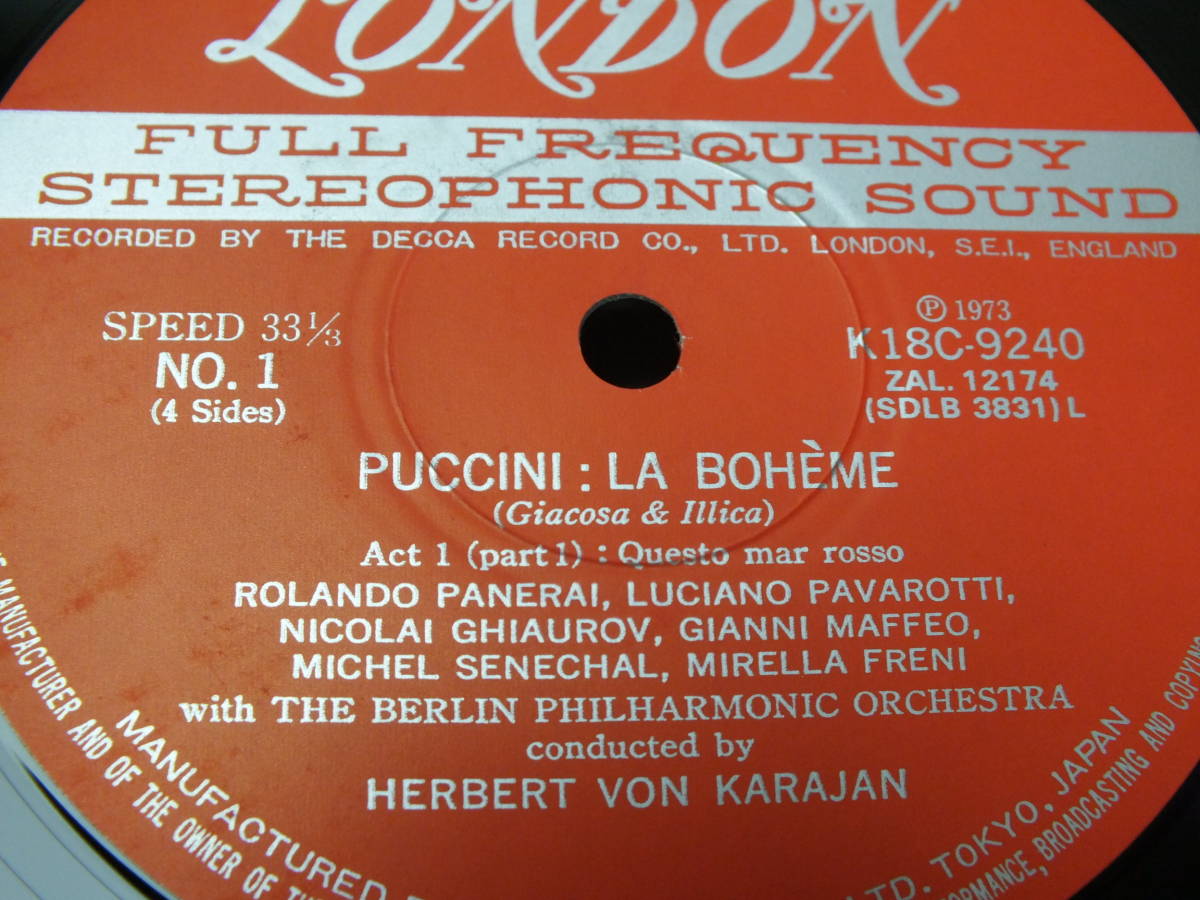 LONDON
FULL FREQUENCY
STEREOPHONIC SOUND
RECORDED BY THE DECCA RECORD CO., LTD. LONDON, S.E.I., ENGLAND
SPEED 33⅓
NO. 1
(4 Sides)
Ⓟ 1973
K18C-9240
ZAL. 12174
(SDLB 3831) L
PUCCINI : LA BOHÈME
(Giacosa & Illica)
Act 1 (part 1) : Questo mar rosso
ROLANDO PANERAI, LUCIANO PAVAROTTI,
NICOLAI GHIAUROV, GIANNI MAFFEO,
MICHEL SENECHAL, MIRELLA FRENI
with THE BERLIN PHILHARMONIC ORCHESTRA
conducted by
HERBERT VON KARAJAN
MANUFACTURED
LTD. TOKYO, JAPAN
MANUFACTURER AND OF THE OWNER OF
BROADCASTING AND COPYING